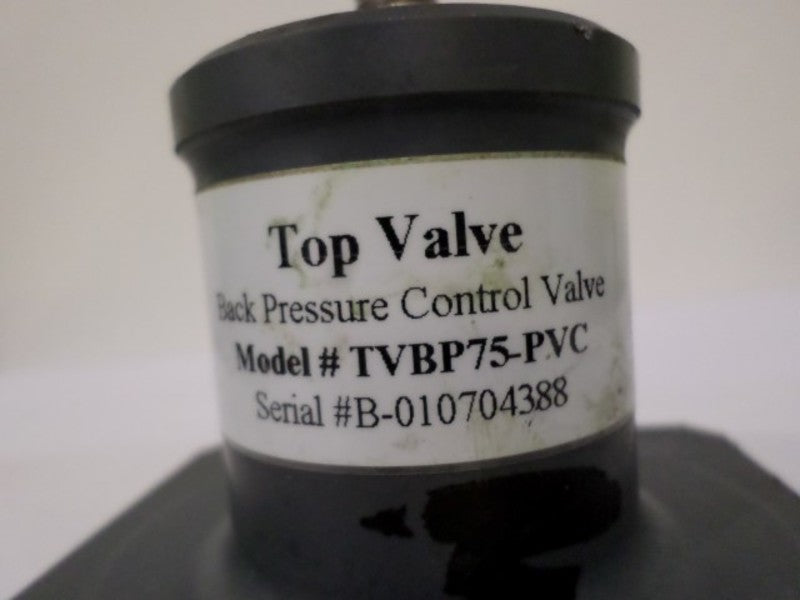 Top Valve
Back Pressure Control Valve
Model # TVBP75-PVC
Serial #B-010704388